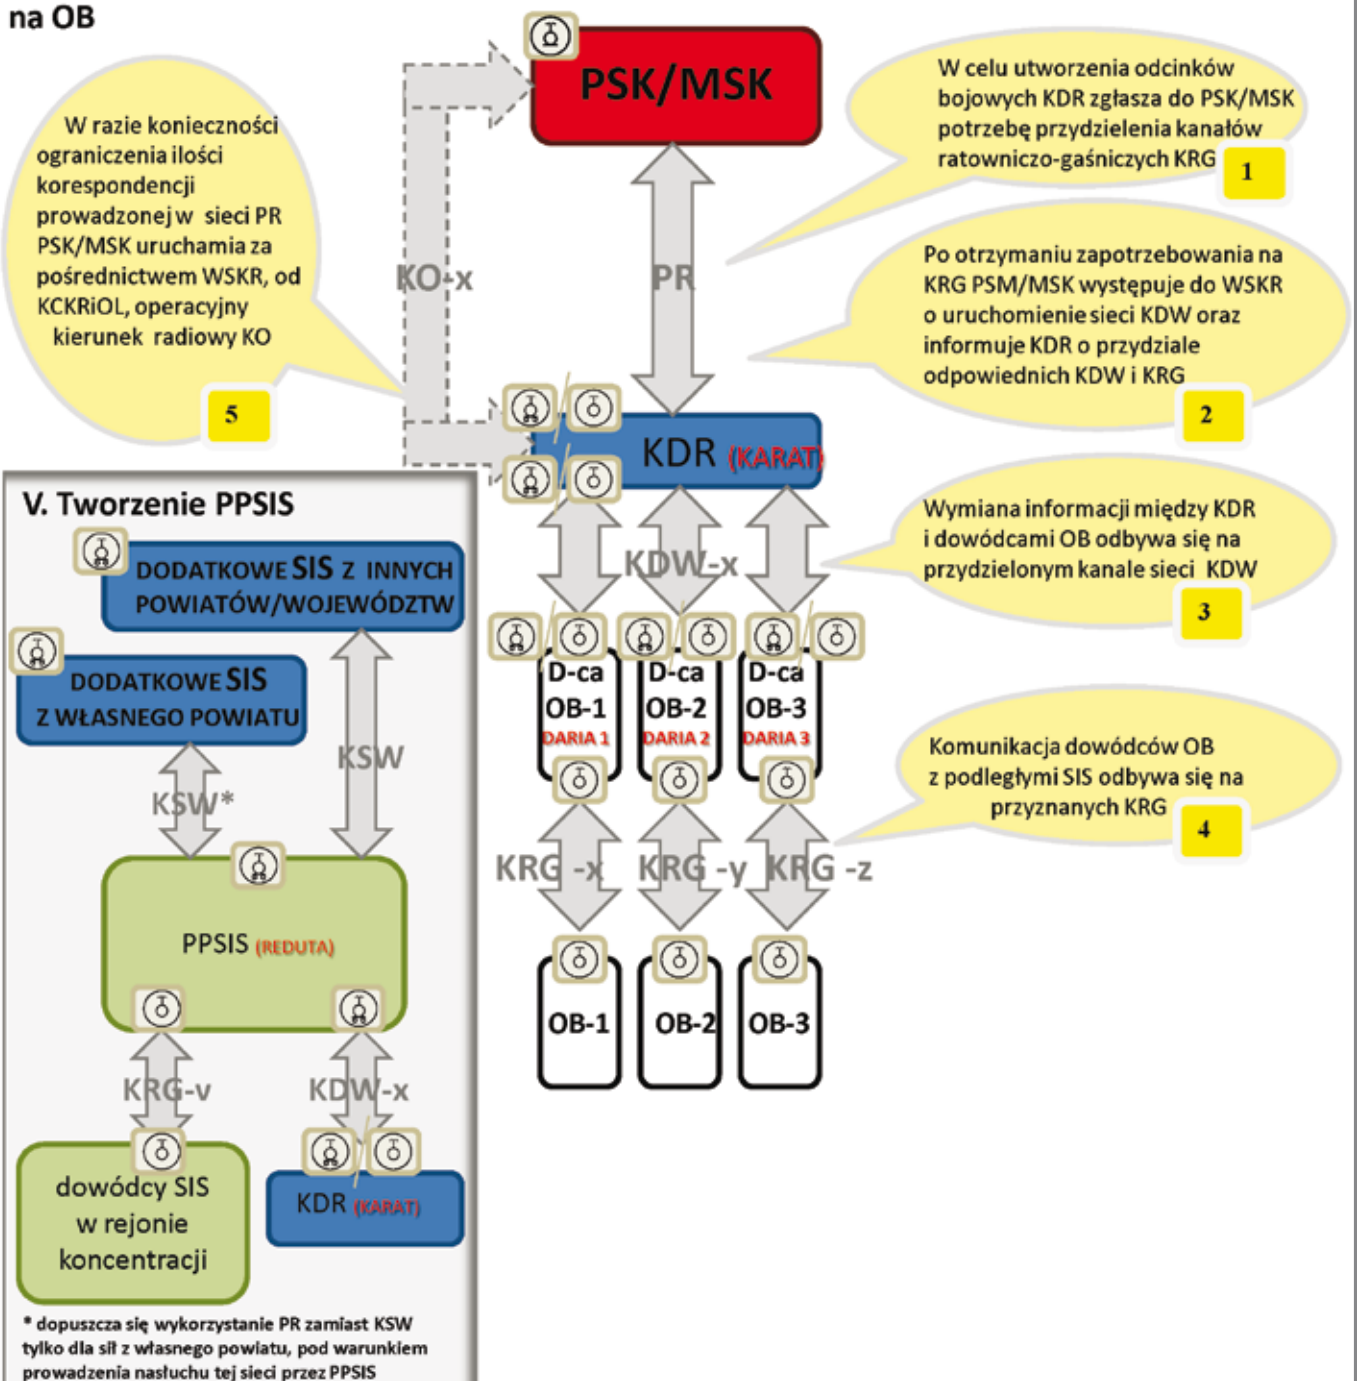 na OB
PSK/MSK
W celu utworzenia odcinków
bojowych KDR zgłasza do PSK/MSK
potrzebę przydzielenia kanałów
ratowniczo-gaśniczych KRG
1
W razie konieczności
ograniczenia ilości
korespondencji
prowadzonej w sieci PR
PSK/MSK uruchamia za
pośrednictwem WSKR, od
KCKRiOL, operacyjny
kierunek radiowy KO
5
KO-x
PR
Po otrzymaniu zapotrzebowania na
KRG PSM/MSK występuje do WSKR
o uruchomienie sieci KDW oraz
informuje KDR o przydziale
odpowiednich KDW i KRG
2
KDR (KARAT)
KDW-x
Wymiana informacji między KDR
i dowódcami OB odbywa się na
przydzielonym kanale sieci KDW
3
D-ca
OB-1
DARIA 1
D-ca
OB-2
DARIA 2
D-ca
OB-3
DARIA 3
Komunikacja dowódców OB
z podległymi SIS odbywa się na
przyznanych KRG
4
KRG -x
KRG -y
KRG -z
OB-1
OB-2
OB-3
V. Tworzenie PPSIS
DODATKOWE SIS Z INNYCH
POWIATÓW/WOJEWÓDZTW
DODATKOWE SIS
Z WŁASNEGO POWIATU
KSW
KSW*
PPSIS (REDUTA)
KRG-v
KDW-x
dowódcy SIS
w rejonie
koncentracji
KDR (KARAT)
* dopuszcza się wykorzystanie PR zamiast KSW
tylko dla sił z własnego powiatu, pod warunkiem
prowadzenia nasłuchu tej sieci przez PPSIS